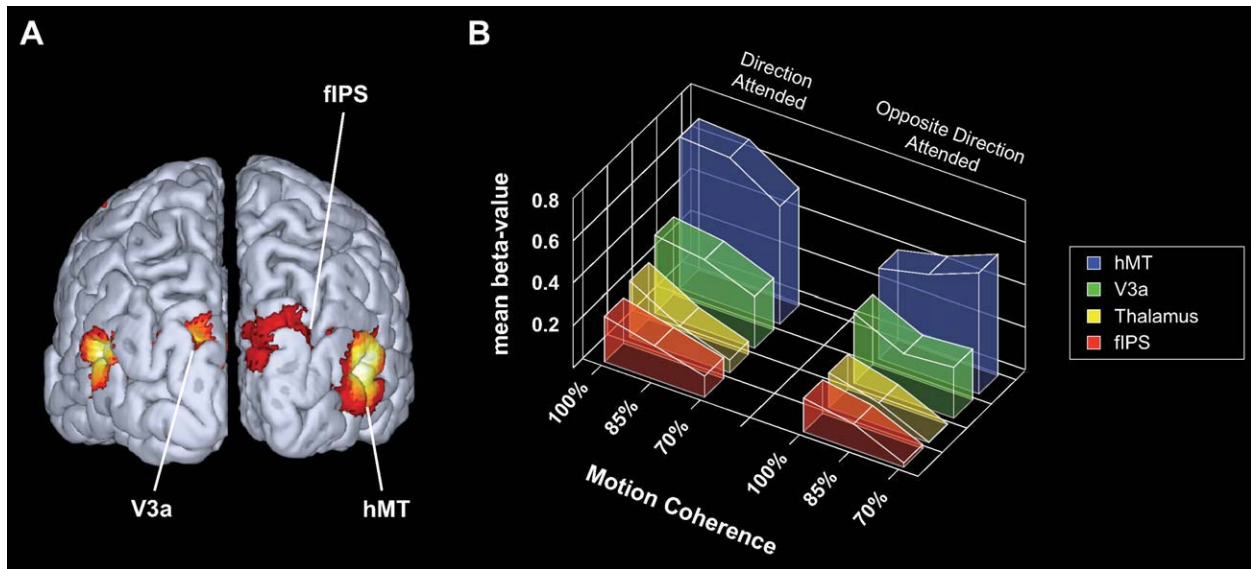 A
fIPS
V3a
hMT
B
Direction
Attended
Opposite Direction
Attended
mean beta-value
0.8
0.6
0.4
0.2
100%
85%
70%
100%
85%
70%
Motion Coherence
hMT
V3a
Thalamus
fIPS